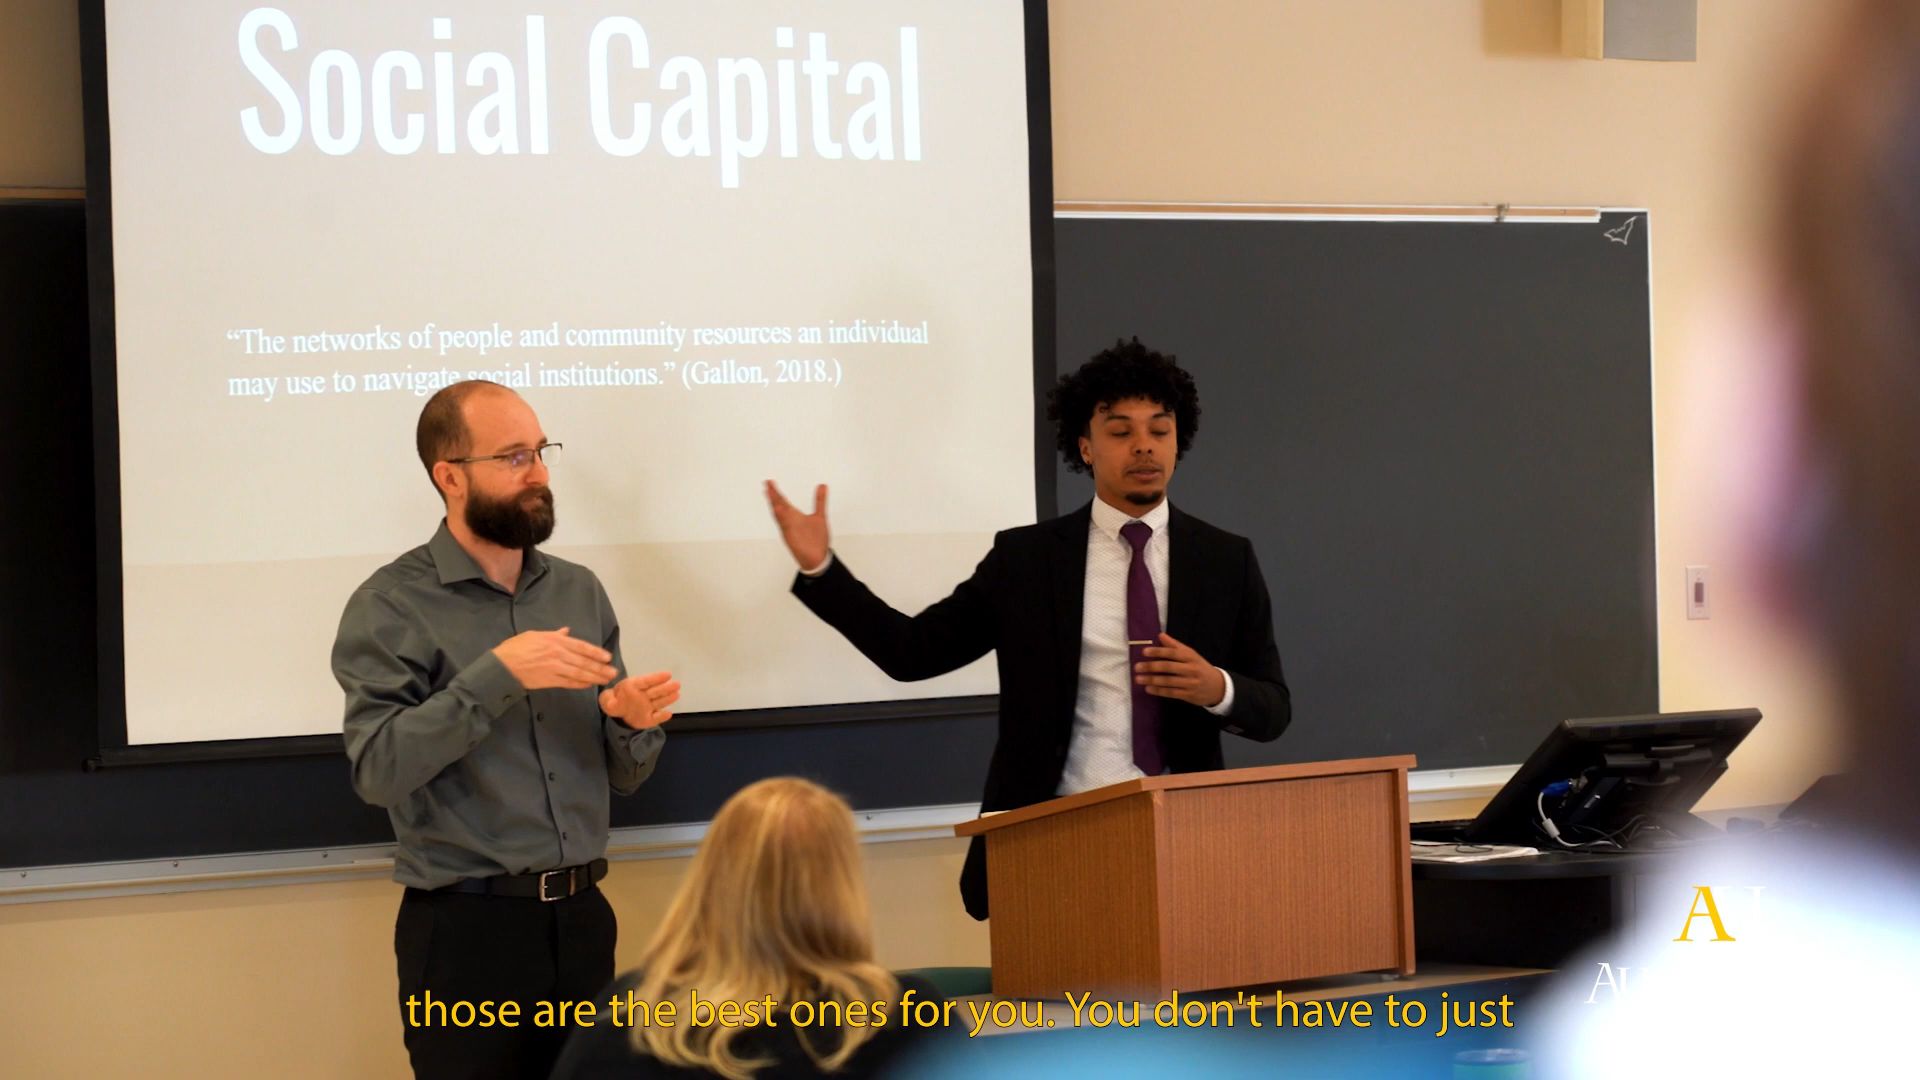 Social Capital
“The networks of people and community resources an individual
may use to navigate social institutions.” (Gallon, 2018.)
A
those are the best ones for you. You don't have to just